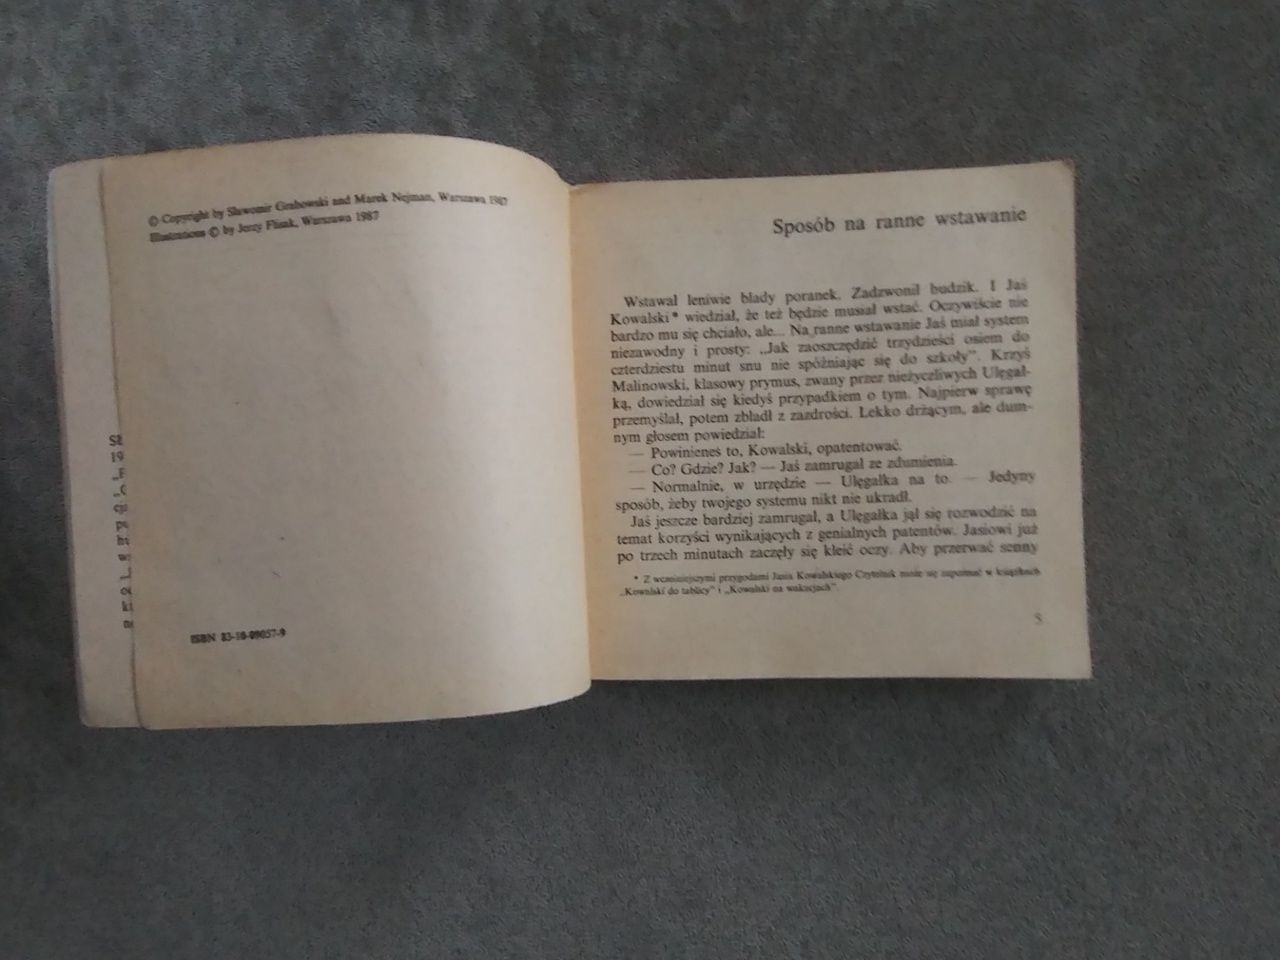 © Copyright by Sławomir Grabowski and Marek Nejman, Warszawa 1987
Illustrations © by Jerzy Flisak, Warszawa 1987
ISBN 83-10-09057-9
Sposób na ranne wstawanie
Wstawał leniwie blady poranek. Zadzwonił budzik. I Jaś
Kowalski* wiedział, że też będzie musiał wstać. Oczywiście nie
bardzo mu się chciało, ale... Na ranne wstawanie Jaś miał system
niezawodny i prosty: „Jak zaoszczędzić trzydzieści osiem do
czterdziestu minut snu nie spóźniając się do szkoły”. Krzyś
Malinowski, klasowy prymus, zwany przez nieżyczliwych Ulęgał-
ką, dowiedział się kiedyś przypadkiem o tym. Najpierw sprawę
przemyślał, potem zbladł z zazdrości. Lekko drżącym, ale dum-
nym głosem powiedział:
— Powinieneś to, Kowalski, opatentować.
— Co? Gdzie? Jak? — Jaś zamrugał ze zdumienia.
— Normalnie, w urzędzie — Ulęgałka na to. — Jedyny
sposób, żeby twojego systemu nikt nie ukradł.
Jaś jeszcze bardziej zamrugał, a Ulęgałka jął się rozwodzić na
temat korzyści wynikających z genialnych patentów. Jasiowi już
po trzech minutach zaczęły się kleić oczy. Aby przerwać senny
* Z wcześniejszymi przygodami Jasia Kowalskiego Czytelnik może się zapoznać w książkach
„Kowalski do tablicy” i „Kowalski na wakacjach”.
5